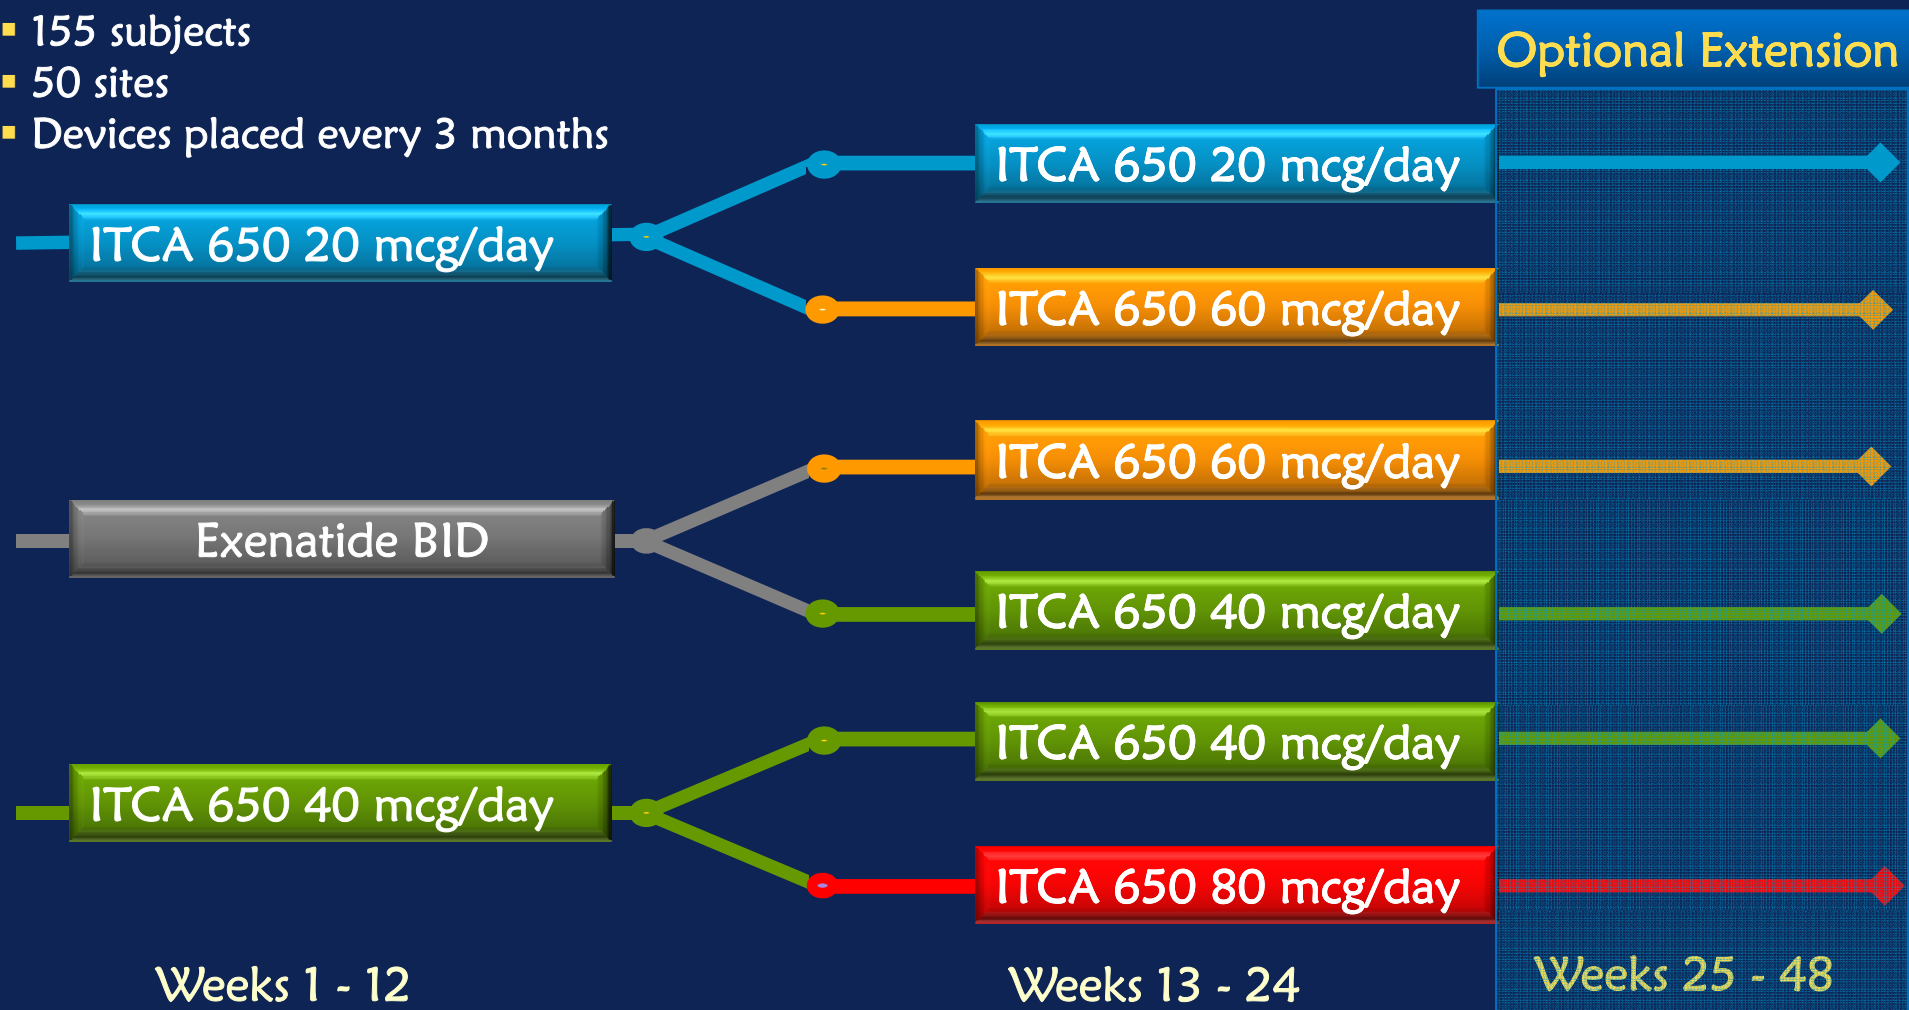 155 subjects
50 sites
Devices placed every 3 months
Optional Extension
ITCA 650 20 mcg/day
ITCA 650 20 mcg/day
ITCA 650 60 mcg/day
Exenatide BID
ITCA 650 60 mcg/day
ITCA 650 40 mcg/day
ITCA 650 40 mcg/day
ITCA 650 40 mcg/day
ITCA 650 80 mcg/day
Weeks 1 - 12
Weeks 13 - 24
Weeks 25 - 48